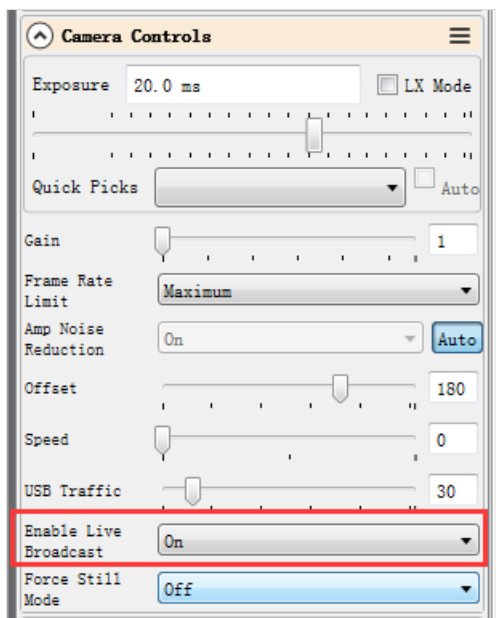 Camera Controls
Exposure 20.0 ms LX Mode
Quick Picks Auto
Gain 1
Frame Rate
Limit
Maximum
Amp Noise
Reduction
On Auto
Offset 180
Speed 0
USB Traffic 30
Enable Live
Broadcast
On
Force Still
Mode
Off